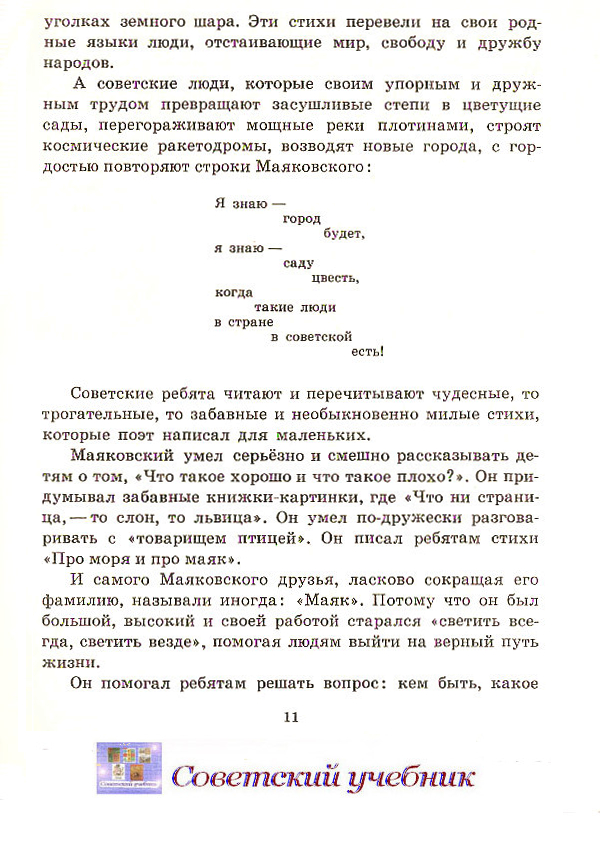 уголках земного шара. Эти стихи перевели на свои род-
ные языки люди, отстаивающие мир, свободу и дружбу
народов.
А советские люди, которые своим упорным и друж-
ным трудом превращают засушливые степи в цветущие
сады, перегораживают мощные реки плотинами, строят
космические ракетодромы, возводят новые города, с гор-
достью повторяют строки Маяковского:
Я знаю —
город
будет,
я знаю —
саду
цвесть,
когда
такие люди
в стране
в советской
есть!
Советские ребята читают и перечитывают чудесные, то
трогательные, то забавные и необыкновенно милые стихи,
которые поэт написал для маленьких.
Маяковский умел серьёзно и смешно рассказывать де-
тям о том, «Что такое хорошо и что такое плохо?». Он при-
думывал забавные книжки-картинки, где «Что ни страни-
ца,— то слон, то львица». Он умел по-дружески разгова-
ривать с «товарищем птицей». Он писал ребятам стихи
«Про моря и про маяк».
И самого Маяковского друзья, ласково сокращая его
фамилию, называли иногда: «Маяк». Потому что он был
большой, высокий и своей работой старался «светить все-
гда, светить везде», помогая людям выйти на верный путь
жизни.
Он помогал ребятам решать вопрос: кем быть, какое
11
Советский учебник
Советский учебник